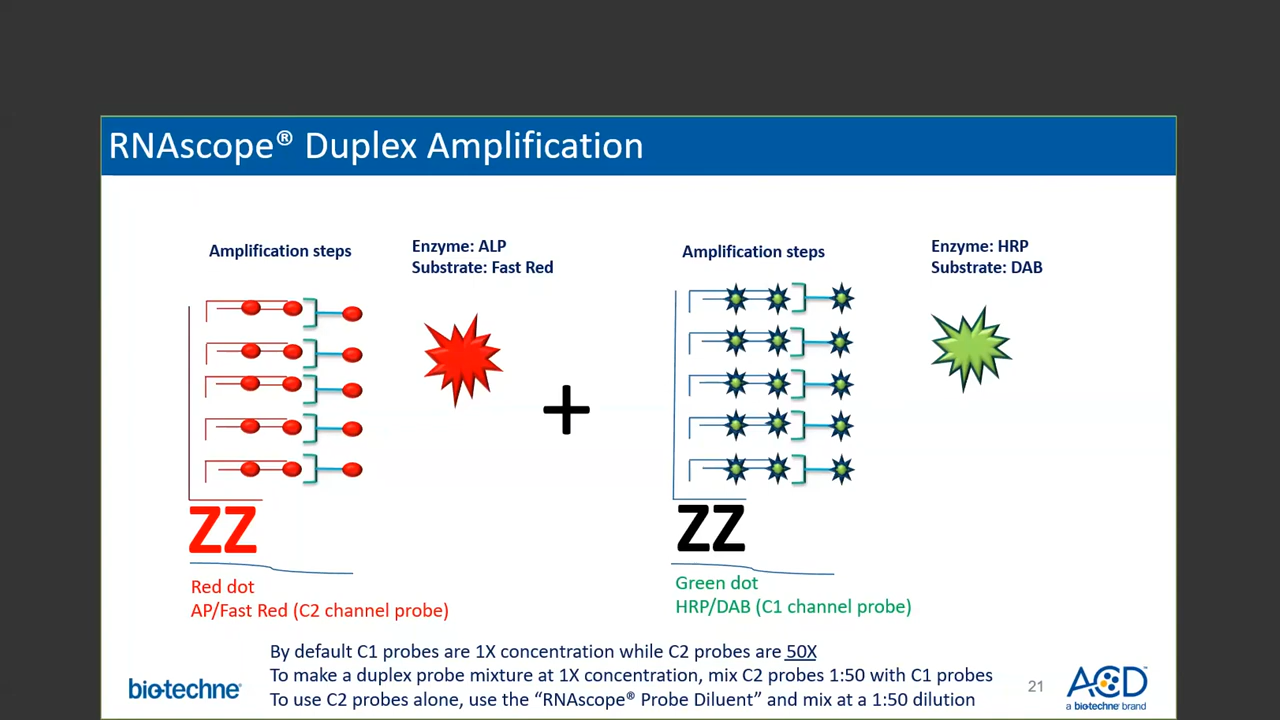 RNAscope® Duplex Amplification
Amplification steps
Enzyme: ALP
Substrate: Fast Red
Amplification steps
Enzyme: HRP
Substrate: DAB
+
ZZ
ZZ
Red dot
AP/Fast Red (C2 channel probe)
Green dot
HRP/DAB (C1 channel probe)
By default C1 probes are 1X concentration while C2 probes are 50X
To make a duplex probe mixture at 1X concentration, mix C2 probes 1:50 with C1 probes
To use C2 probes alone, use the “RNAscope® Probe Diluent” and mix at a 1:50 dilution
bio-techne®
21
ACD™
a biotechne brand